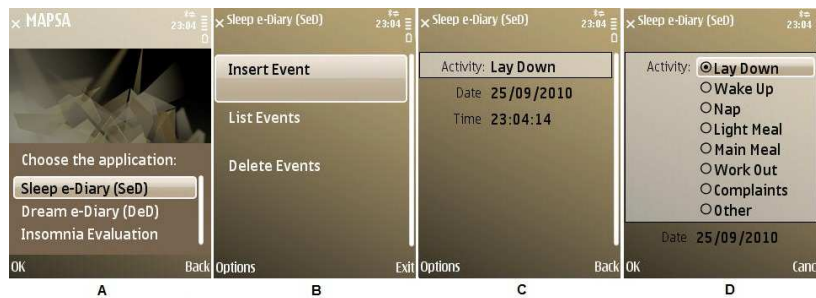 MAPSA
23:04
Choose the application:
Sleep e-Diary (SeD)
Dream e-Diary (DeD)
Insomnia Evaluation
OK Back
A
Sleep e-Diary (SeD)
23:04
Insert Event
List Events
Delete Events
Options Exit
B
Sleep e-Diary (SeD)
23:04
Activity: Lay Down
Date 25/09/2010
Time 23:04:14
Options Back
C
Sleep e-Diary (SeD)
23:04
Activity: Lay Down
Wake Up
Nap
Light Meal
Main Meal
Work Out
Complaints
Other
Date 25/09/2010
OK Canc
D